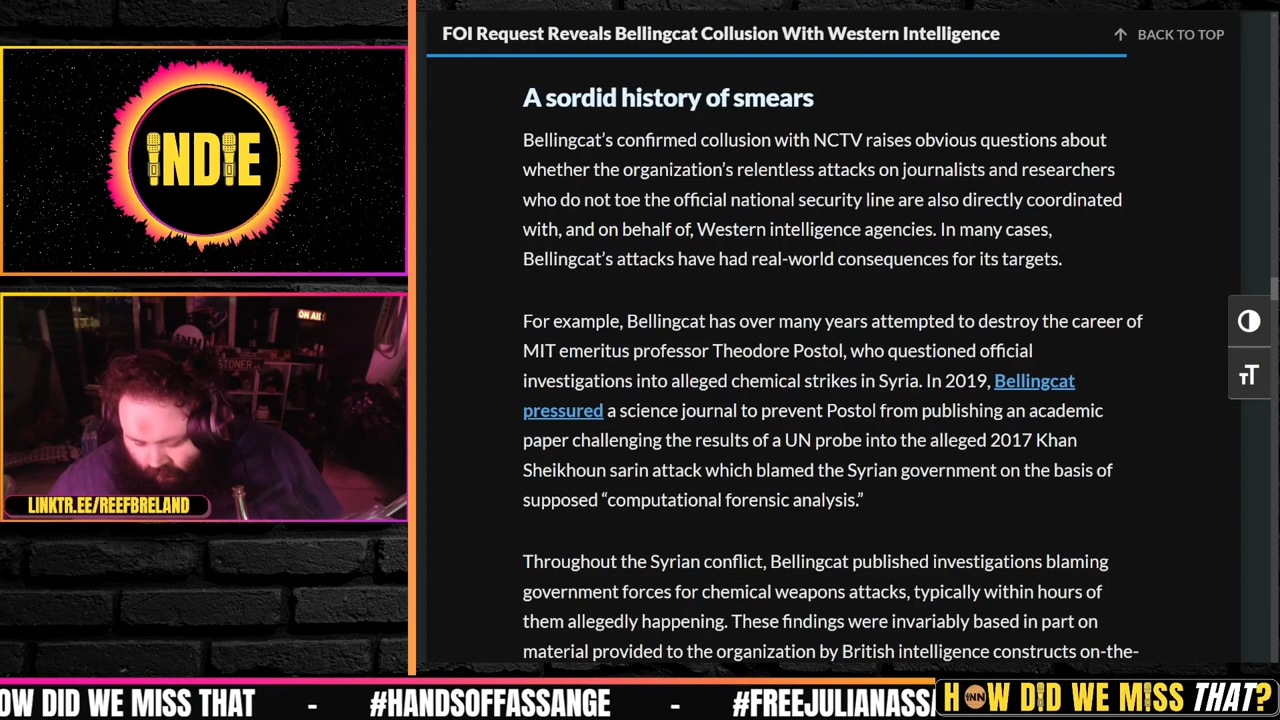 FOI Request Reveals Bellingcat Collusion With Western Intelligence
BACK TO TOP
A sordid history of smears
Bellingcat's confirmed collusion with NCTV raises obvious questions about
whether the organization's relentless attacks on journalists and researchers
who do not toe the official national security line are also directly coordinated
with, and on behalf of, Western intelligence agencies. In many cases,
Bellingcat's attacks have had real-world consequences for its targets.
For example, Bellingcat has over many years attempted to destroy the career of
MIT emeritus professor Theodore Postol, who questioned official
investigations into alleged chemical strikes in Syria. In 2019, Bellingcat
pressured a science journal to prevent Postol from publishing an academic
paper challenging the results of a UN probe into the alleged 2017 Khan
Sheikhoun sarin attack which blamed the Syrian government on the basis of
supposed “computational forensic analysis.”
Throughout the Syrian conflict, Bellingcat published investigations blaming
government forces for chemical weapons attacks, typically within hours of
them allegedly happening. These findings were invariably based in part on
material provided to the organization by British intelligence constructs on-the-
INDIE
ON AIR
INN
STONER
LINKTR.EE/REEFBRELAND
OW DID WE MISS THAT - #HANDSOFFASSANGE - #FREEJULIANASS
HOW DID WE MISS THAT?
INN